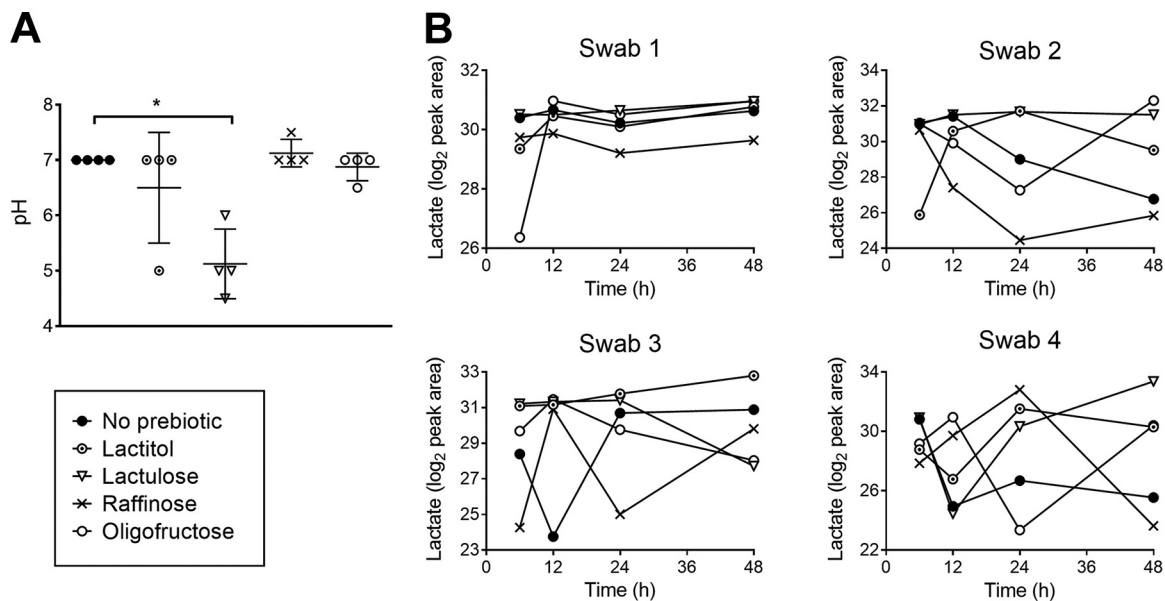 A
pH
8
7
6
5
4
*
No prebiotic
Lactitol
Lactulose
Raffinose
Oligofructose
B
Swab 1
Lactate (log2 peak area)
32
30
28
26
0 12 24 36 48
Time (h)
Swab 2
Lactate (log2 peak area)
34
32
30
28
26
24
0 12 24 36 48
Time (h)
Swab 3
Lactate (log2 peak area)
33
31
29
27
25
23
0 12 24 36 48
Time (h)
Swab 4
Lactate (log2 peak area)
34
30
26
22
0 12 24 36 48
Time (h)